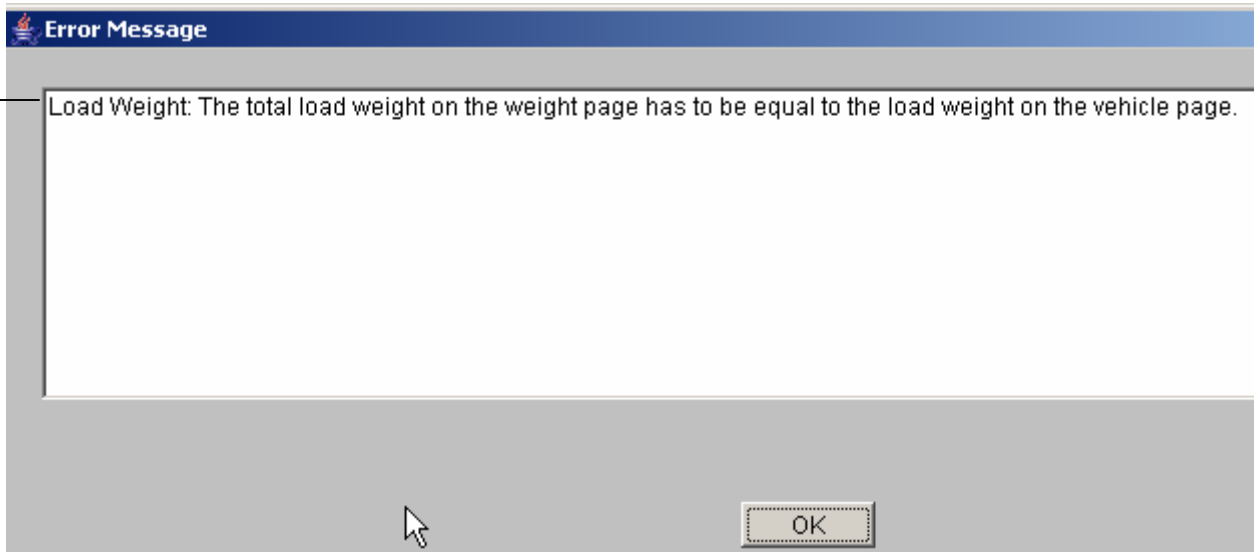 Error Message
Load Weight: The total load weight on the weight page has to be equal to the load weight on the vehicle page.
OK